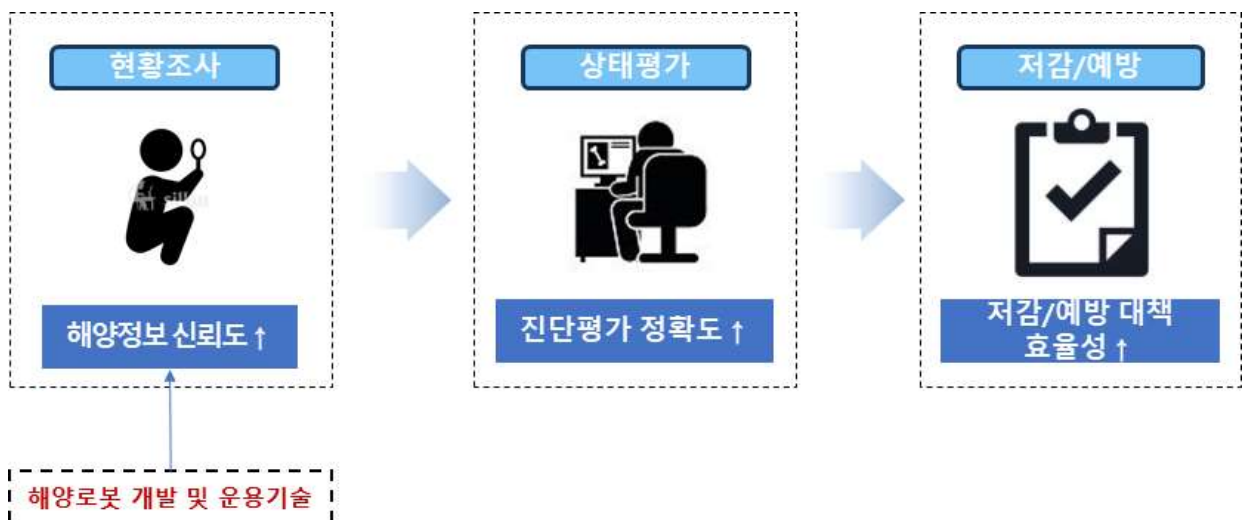 현황조사
상태평가
저감/예방
해양정보 신뢰도 ↑
진단평가 정확도 ↑
저감/예방 대책
효율성 ↑
해양로봇 개발 및 운용기술